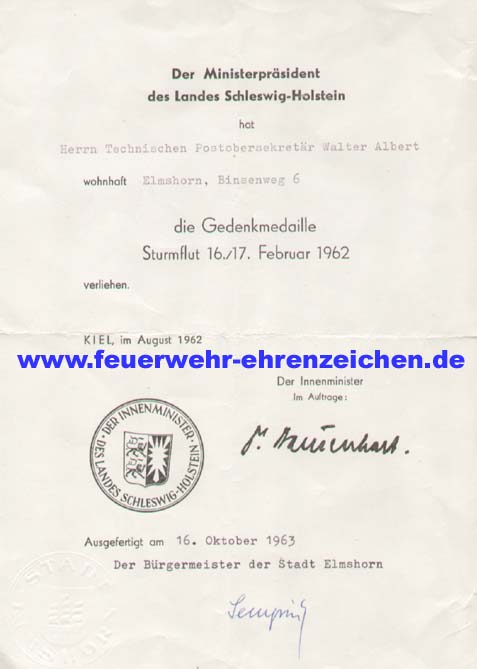 Der Ministerpräsident
des Landes Schleswig-Holstein
hat
Herrn Technischen Postobersekretär Walter Albert
wohnhaft Elmshorn, Binsenweg 6
die Gedenkmedaille
Sturmflut 16./17. Februar 1962
verliehen.
KIEL, im August 1962
www.feuerwehr-ehrenzeichen.de
Der Innenminister
Im Auftrage:
DER INNENMINISTER
DES LANDES SCHLESWIG-HOLSTEIN
Ausgefertigt am 16. Oktober 1963
Der Bürgermeister der Stadt Elmshorn
STADT